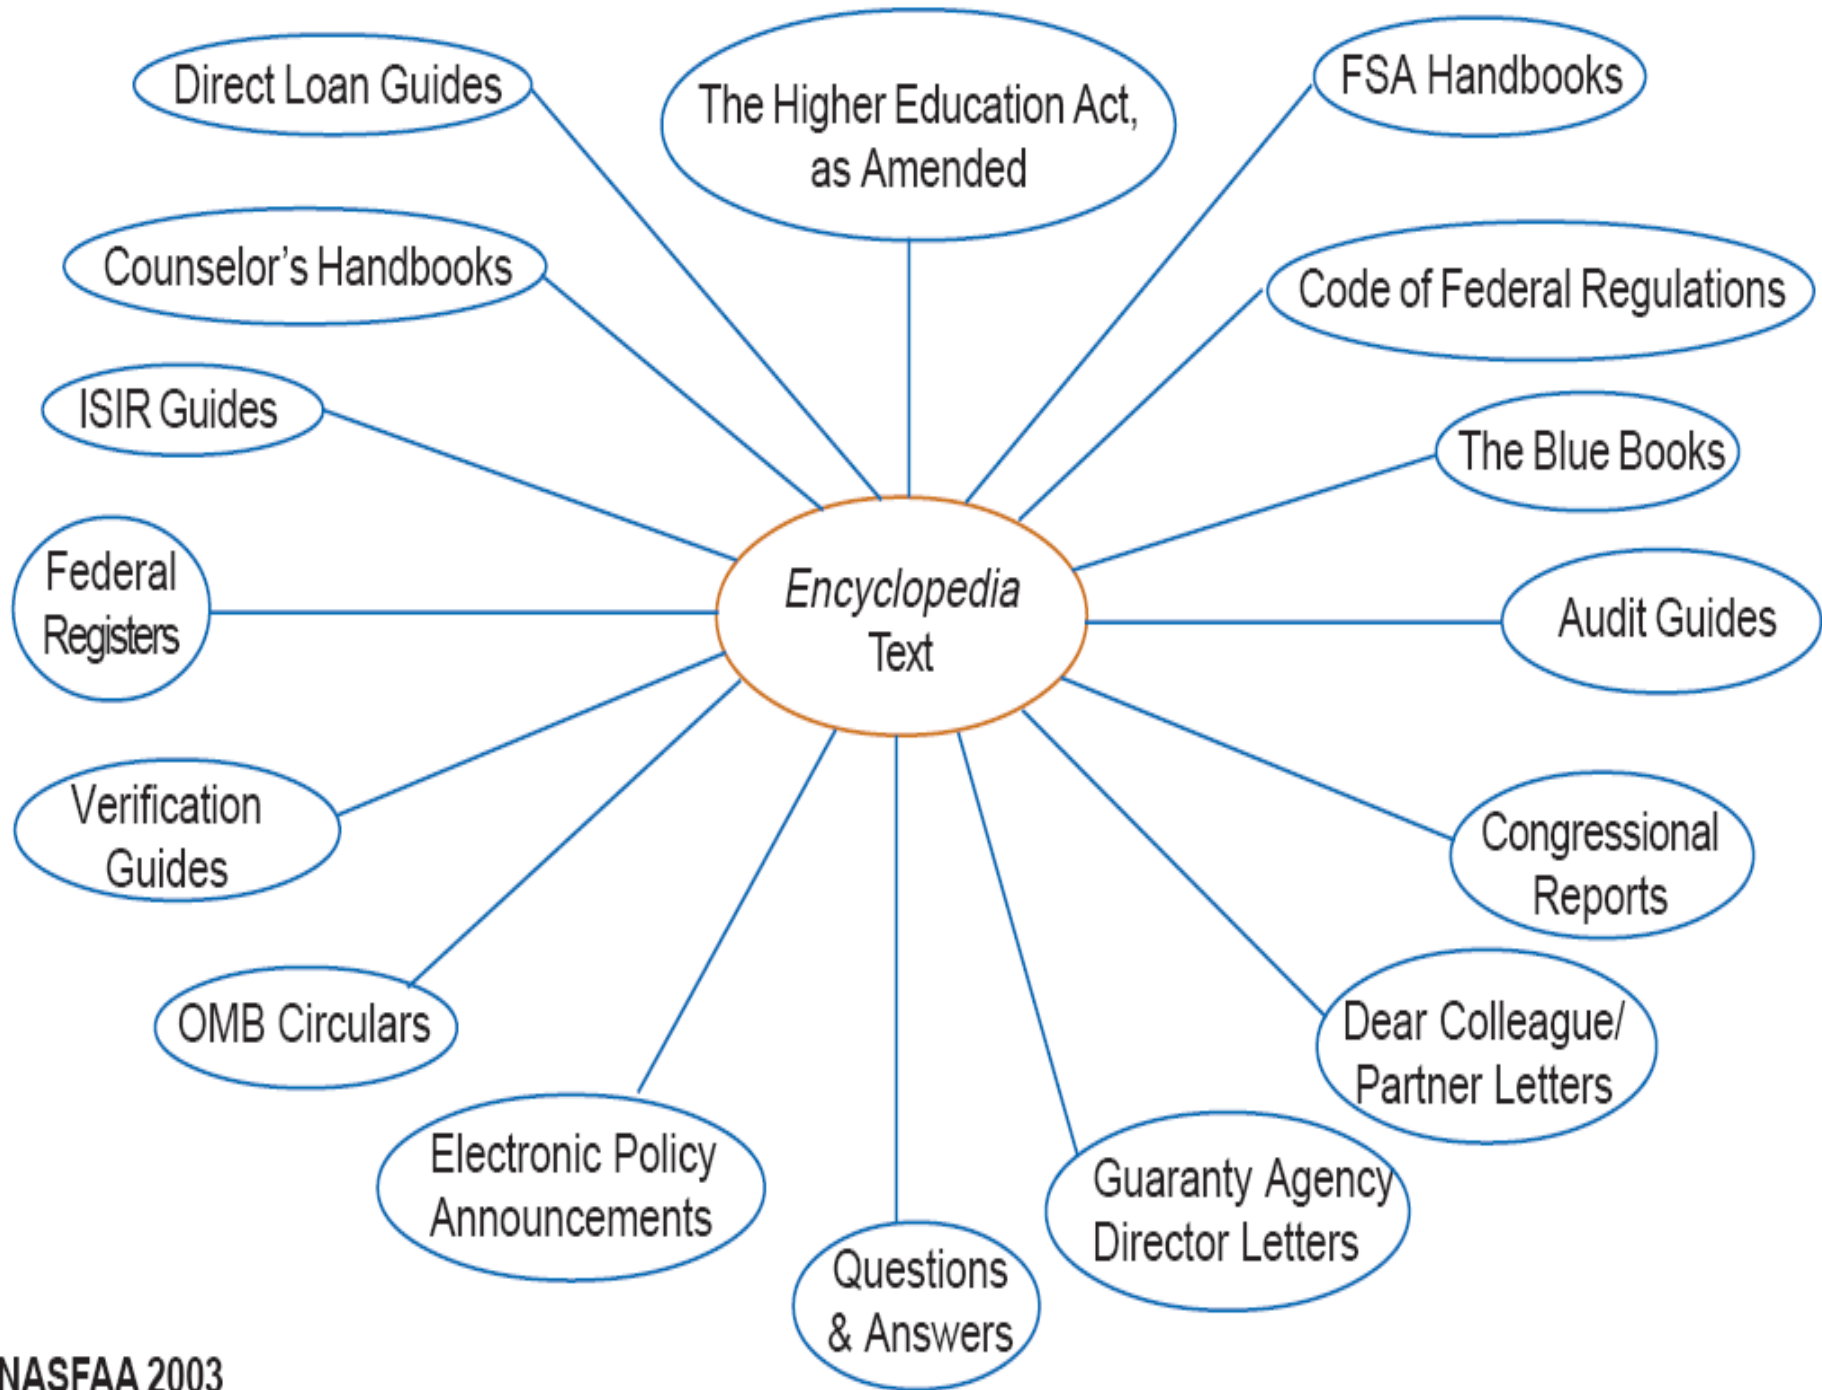 Direct Loan Guides
The Higher Education Act,
as Amended
FSA Handbooks
Counselor's Handbooks
Code of Federal Regulations
ISIR Guides
The Blue Books
Federal
Registers
Encyclopedia
Text
Audit Guides
Verification
Guides
Congressional
Reports
OMB Circulars
Dear Colleague/
Partner Letters
Electronic Policy
Announcements
Guaranty Agency
Director Letters
Questions
& Answers
NASFAA 2003